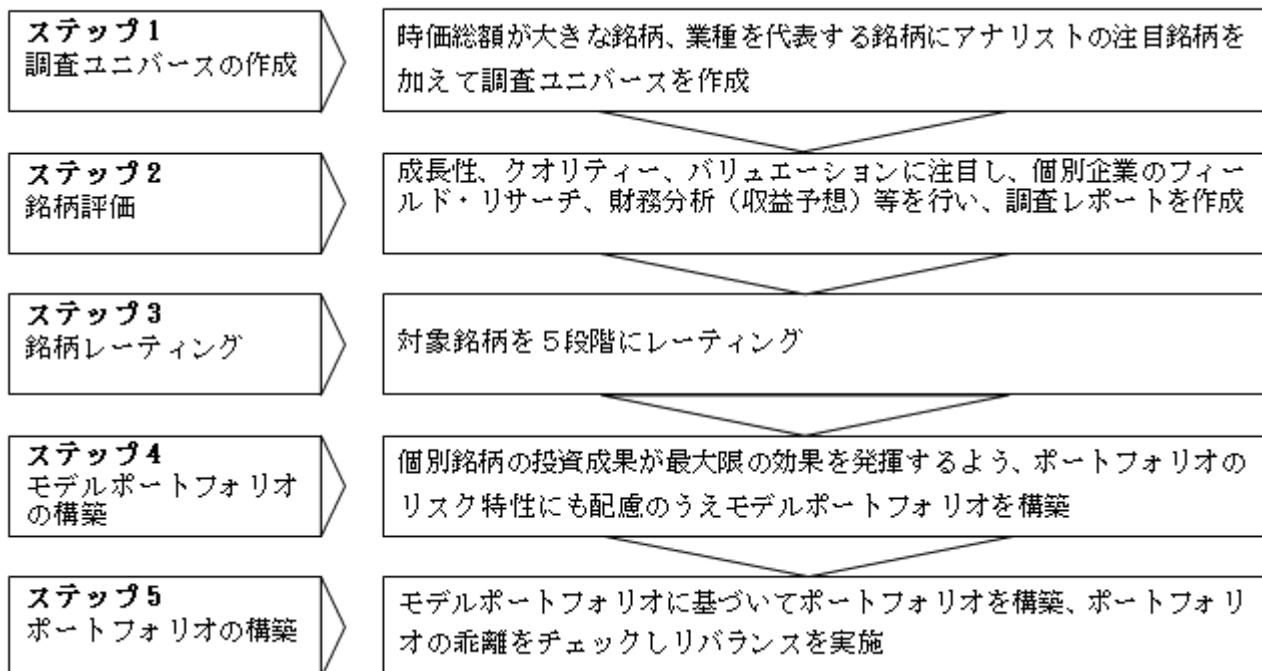 ステップ1
調査ユニバースの作成
時価総額が大きな銘柄、業種を代表する銘柄にアナリストの注目銘柄を
加えて調査ユニバースを作成
ステップ2
銘柄評価
成長性、クオリティー、バリュエーションに注目し、個別企業のフィー
ルド・リサーチ、財務分析（収益予想）等を行い、調査レポートを作成
ステップ3
銘柄レーティング
対象銘柄を５段階にレーティング
ステップ4
モデルポートフォリオ
の構築
個別銘柄の投資成果が最大限の効果を発揮するよう、ポートフォリオの
リスク特性にも配慮のうえモデルポートフォリオを構築
ステップ5
ポートフォリオの構築
モデルポートフォリオに基づいてポートフォリオを構築、ポートフォリ
オの乖離をチェックしリバランスを実施